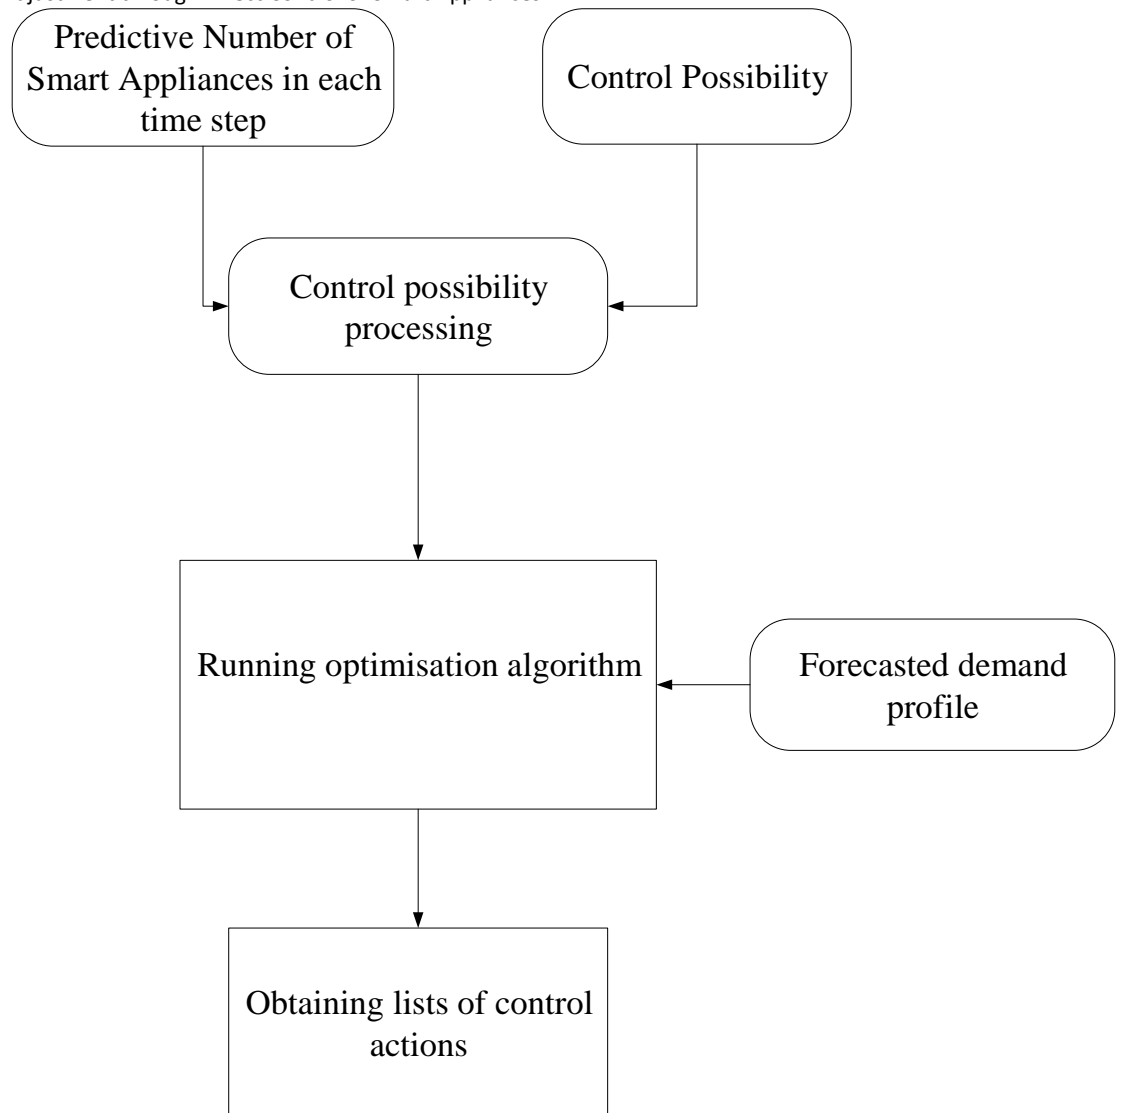 Predictive Number of
Smart Appliances in each
time step
Control Possibility
Control possibility
processing
Running optimisation algorithm
Forecasted demand
profile
Obtaining lists of control
actions